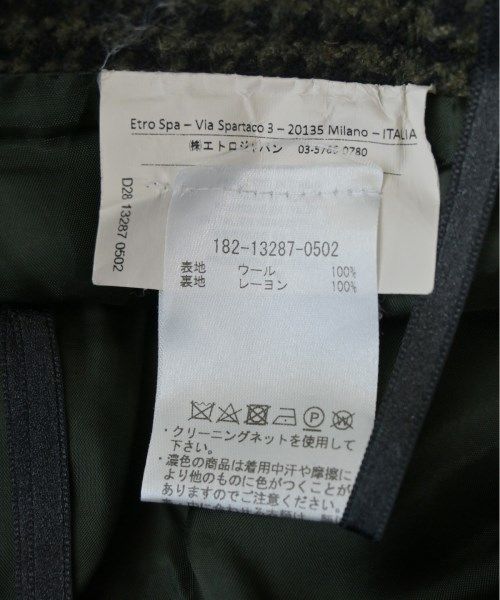 Etro Spa – Via Spartaco 3 – 20135 Milano – ITALIA
㈱エトロジャパン 03-5766-0780
D28 13287 0502
182-13287-0502
表地 ウール 100%
裏地 レーヨン 100%
・クリーニングネットを使用して
下さい。
・濃色の商品は着用中汗や摩擦に
より他のものに色がつくことが
ありますのでご注意ください。